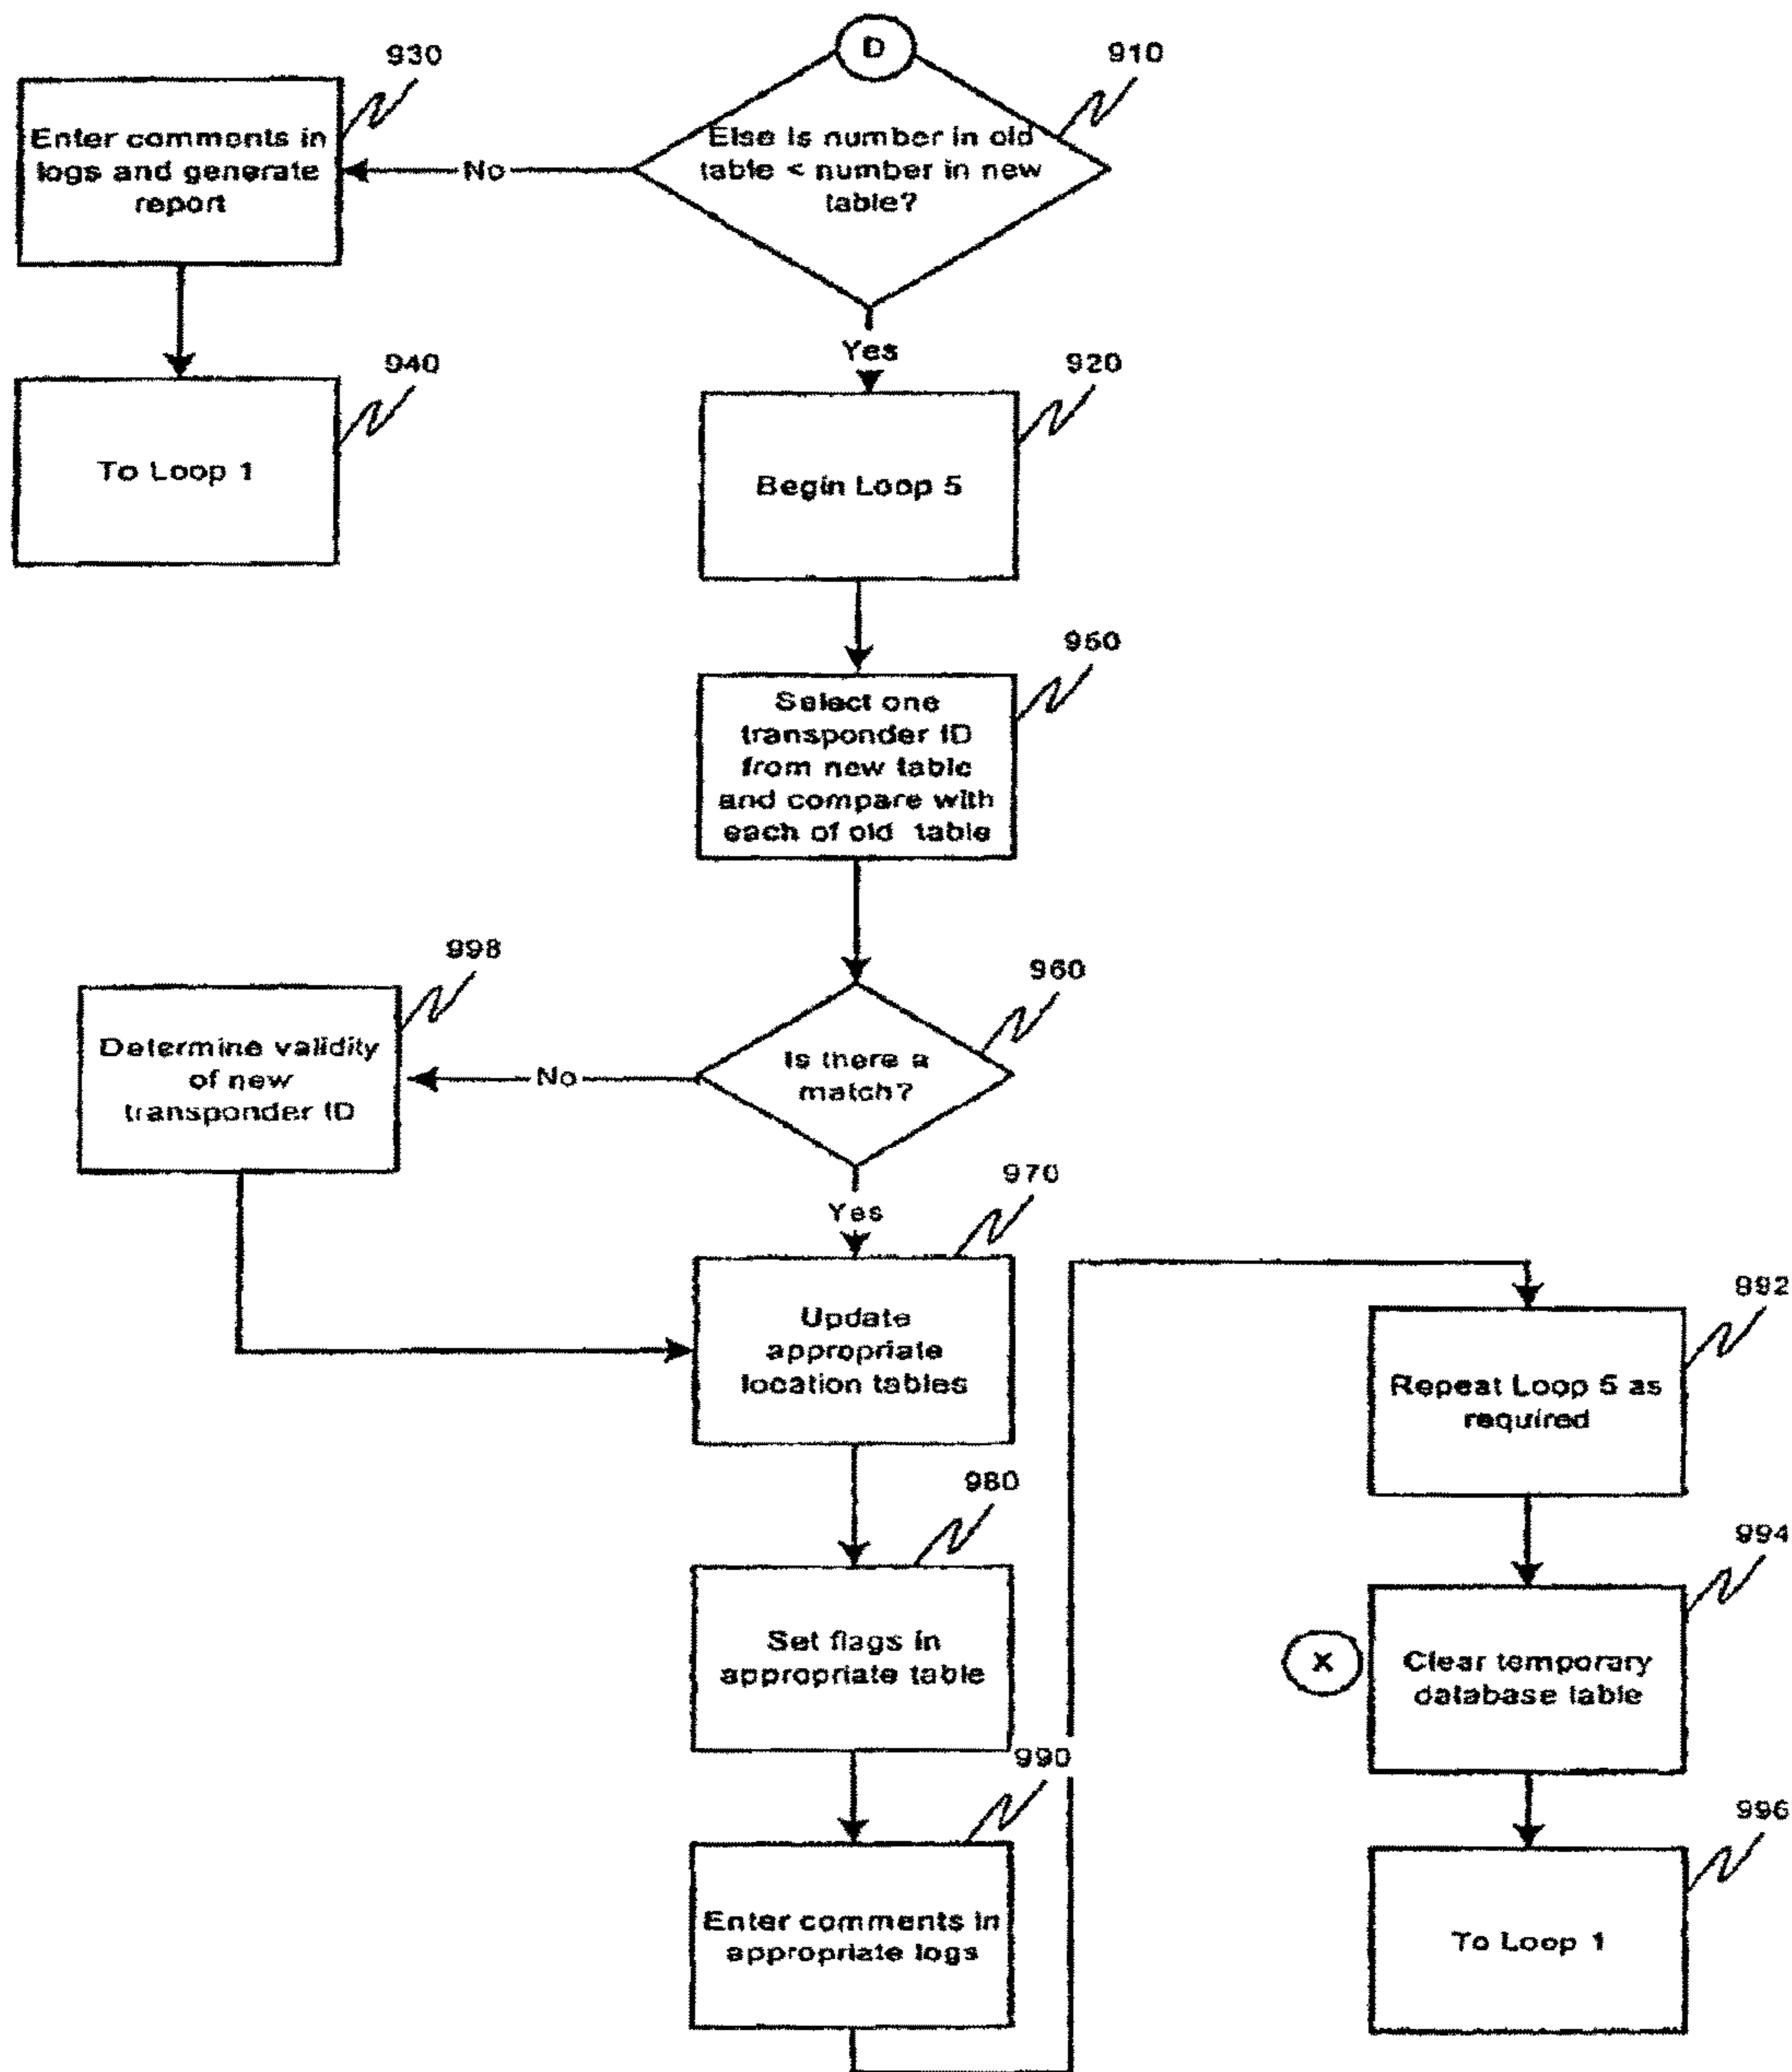 D
910
930
Else is number in old
table < number in new
table?
No
Enter comments in
logs and generate
report
940
To Loop 1
Yes
920
Begin Loop 5
950
Select one
transponder ID
from new table
and compare with
each of old table
960
Is there a
match?
No
998
Determine validity
of new
transponder ID
Yes
970
Update
appropriate
location tables
980
Set flags in
appropriate table
990
Enter comments in
appropriate logs
992
Repeat Loop 5 as
required
994
X
Clear temporary
database table
996
To Loop 1